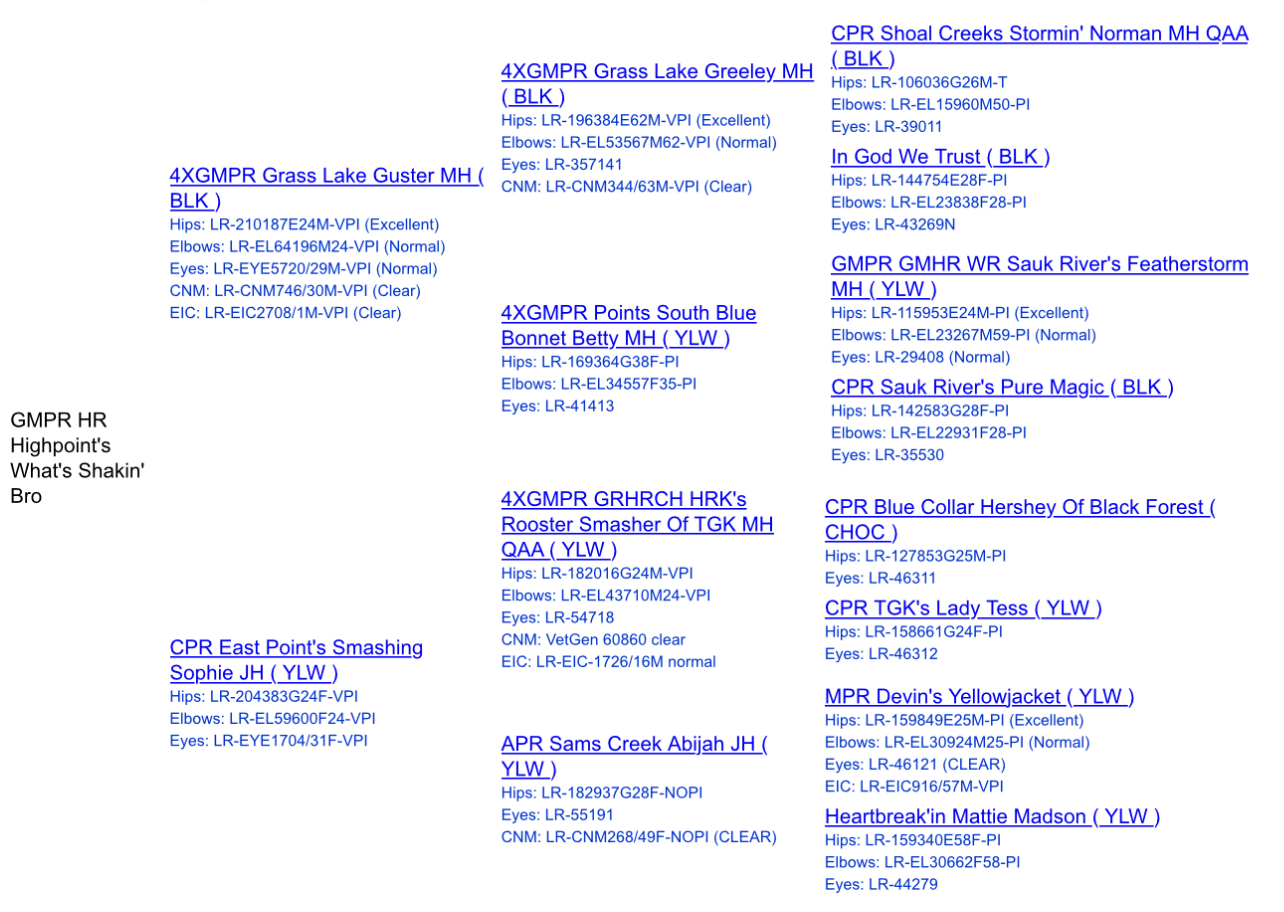 GMPR HR
Highpoint's
What's Shakin'
Bro
4XGMPR Grass Lake Guster MH (
BLK )
Hips: LR-210187E24M-VPI (Excellent)
Elbows: LR-EL64196M24-VPI (Normal)
Eyes: LR-EYE5720/29M-VPI (Normal)
CNM: LR-CNM746/30M-VPI (Clear)
EIC: LR-EIC2708/1M-VPI (Clear)
CPR East Point's Smashing
Sophie JH ( YLW )
Hips: LR-204383G24F-VPI
Elbows: LR-EL59600F24-VPI
Eyes: LR-EYE1704/31F-VPI
4XGMPR Grass Lake Greeley MH
( BLK )
Hips: LR-196384E62M-VPI (Excellent)
Elbows: LR-EL53567M62-VPI (Normal)
Eyes: LR-357141
CNM: LR-CNM344/63M-VPI (Clear)
4XGMPR Points South Blue
Bonnet Betty MH ( YLW )
Hips: LR-169364G38F-PI
Elbows: LR-EL34557F35-PI
Eyes: LR-41413
4XGMPR GRHRCH HRK's
Rooster Smasher Of TGK MH
QAA ( YLW )
Hips: LR-182016G24M-VPI
Elbows: LR-EL43710M24-VPI
Eyes: LR-54718
CNM: VetGen 60860 clear
EIC: LR-EIC-1726/16M normal
APR Sams Creek Abijah JH (
YLW )
Hips: LR-182937G28F-NOPI
Eyes: LR-55191
CNM: LR-CNM268/49F-NOPI (CLEAR)
CPR Shoal Creeks Stormin' Norman MH QAA
( BLK )
Hips: LR-106036G26M-T
Elbows: LR-EL15960M50-PI
Eyes: LR-39011
In God We Trust ( BLK )
Hips: LR-144754E28F-PI
Elbows: LR-EL23838F28-PI
Eyes: LR-43269N
GMPR GMHR WR Sauk River's Featherstorm
MH ( YLW )
Hips: LR-115953E24M-PI (Excellent)
Elbows: LR-EL23267M59-PI (Normal)
Eyes: LR-29408 (Normal)
CPR Sauk River's Pure Magic ( BLK )
Hips: LR-142583G28F-PI
Elbows: LR-EL22931F28-PI
Eyes: LR-35530
CPR Blue Collar Hershey Of Black Forest (
CHOC )
Hips: LR-127853G25M-PI
Eyes: LR-46311
CPR TGK's Lady Tess ( YLW )
Hips: LR-158661G24F-PI
Eyes: LR-46312
MPR Devin's Yellowjacket ( YLW )
Hips: LR-159849E25M-PI (Excellent)
Elbows: LR-EL30924M25-PI (Normal)
Eyes: LR-46121 (CLEAR)
EIC: LR-EIC916/57M-VPI
Heartbreak'in Mattie Madson ( YLW )
Hips: LR-159340E58F-PI
Elbows: LR-EL30662F58-PI
Eyes: LR-44279